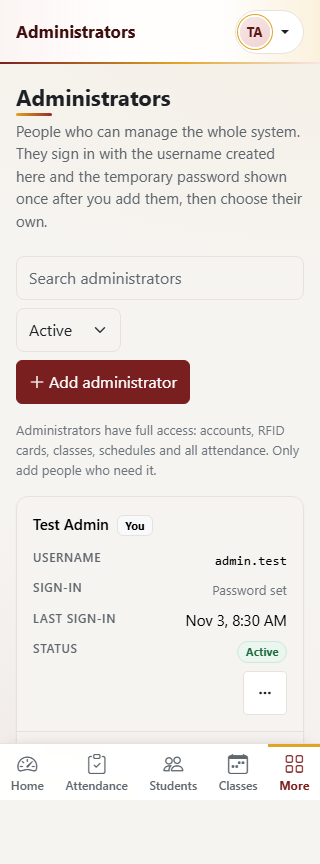 Administrators
TA
Administrators
People who can manage the whole system.
They sign in with the username created
here and the temporary password shown
once after you add them, then choose their
own.
Search administrators
Active
Add administrator
Administrators have full access: accounts, RFID
cards, classes, schedules and all attendance. Only
add people who need it.
Test Admin You
USERNAME admin.test
SIGN-IN Password set
LAST SIGN-IN Nov 3, 8:30 AM
STATUS Active
...
Home Attendance Students Classes More